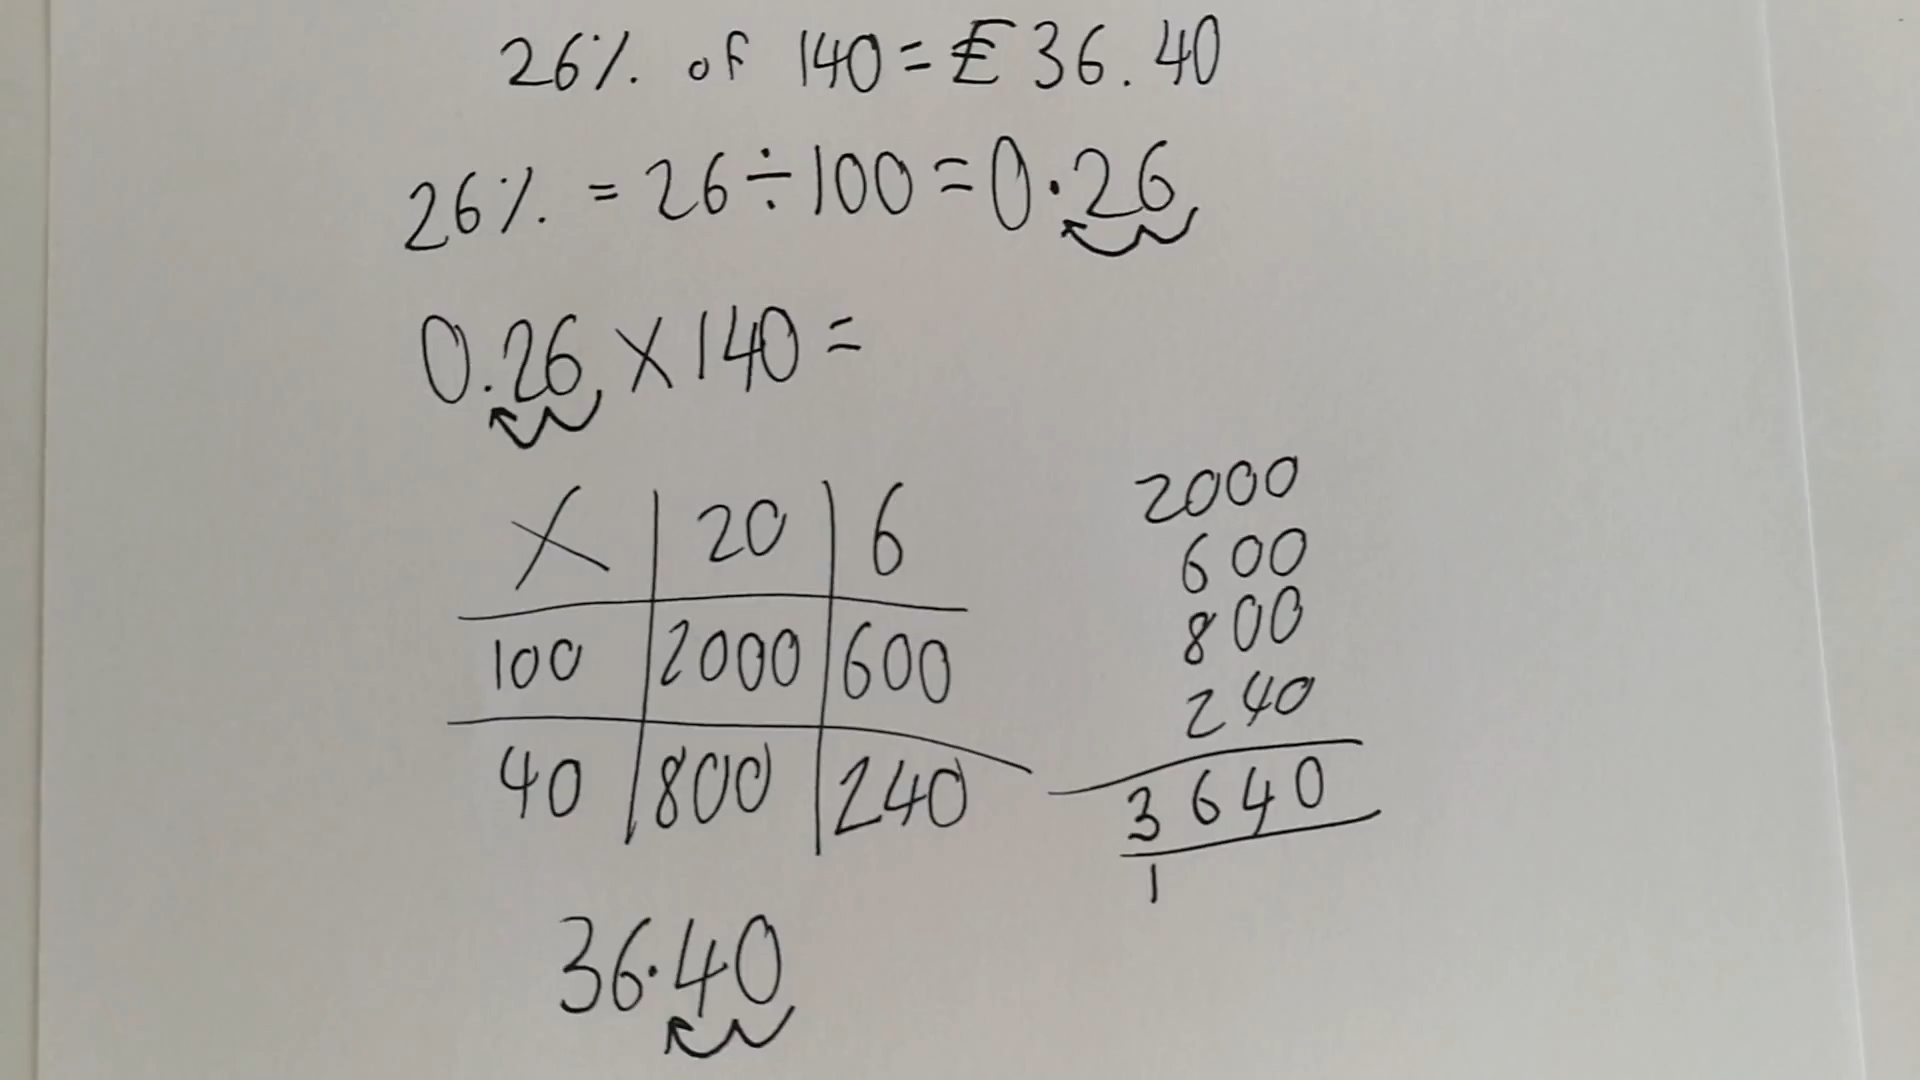 26% of 140 = £36.40
26% = 26÷100 = 0.26
0.26 × 140 =
× 20 6
100 2000 600
40 800 240
2000
600
800
240
3640
1
36.40